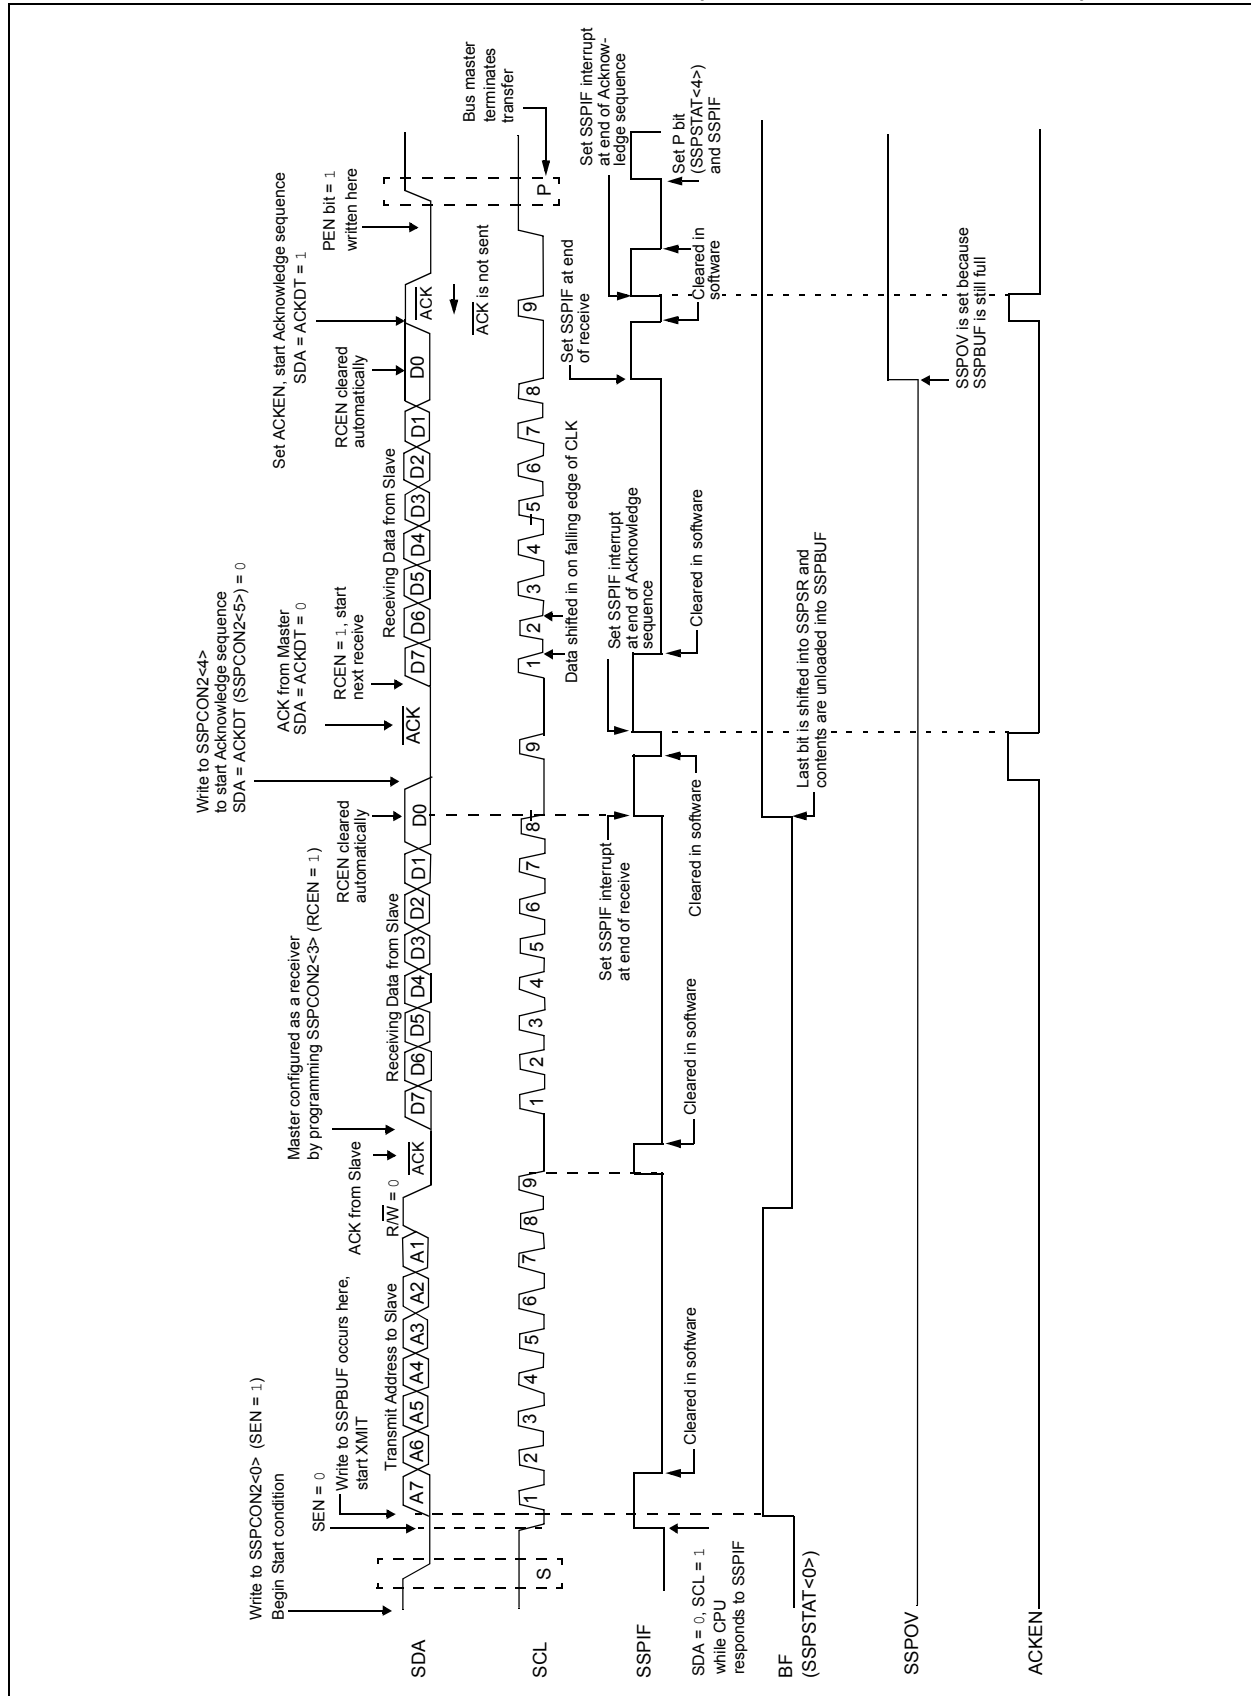 Write to SSPCON2<0> (SEN = 1)
Begin Start condition
SEN = 0
Write to SSPBUF occurs here,
start XMIT
Transmit Address to Slave
ACK from Slave
R/W = 0
Master configured as a receiver
by programming SSPCON2<3> (RCEN = 1)
Receiving Data from Slave
RCEN cleared
automatically
Write to SSPCON2<4>
to start Acknowledge sequence
SDA = ACKDT (SSPCON2<5>) = 0
ACK from Master
SDA = ACKDT = 0
RCEN = 1, start
next receive
Receiving Data from Slave
RCEN cleared
automatically
Set ACKEN, start Acknowledge sequence
SDA = ACKDT = 1
PEN bit = 1
written here
SDA
A7 A6 A5 A4 A3 A2 A1
ACK
D7 D6 D5 D4 D3 D2 D1 D0
ACK
D7 D6 D5 D4 D3 D2 D1 D0
ACK
ACK is not sent
Bus master
terminates
transfer
SCL
S
1 2 3 4 5 6 7 8 9
1 2 3 4 5 6 7 8 9
1 2 3 4 5 6 7 8 9
P
Data shifted in on falling edge of CLK
Set SSPIF interrupt
at end of receive
Set SSPIF interrupt
at end of Acknowledge
sequence
Set SSPIF at end
of receive
Set SSPIF interrupt
at end of Acknow-
ledge sequence
SSPIF
SDA = 0, SCL = 1
while CPU
responds to SSPIF
Cleared in software
Cleared in software
Cleared in software
Cleared in software
Cleared in
software
Set P bit
(SSPSTAT<4>)
and SSPIF
BF
(SSPSTAT<0>)
Last bit is shifted into SSPSR and
contents are unloaded into SSPBUF
SSPOV
SSPOV is set because
SSPBUF is still full
ACKEN